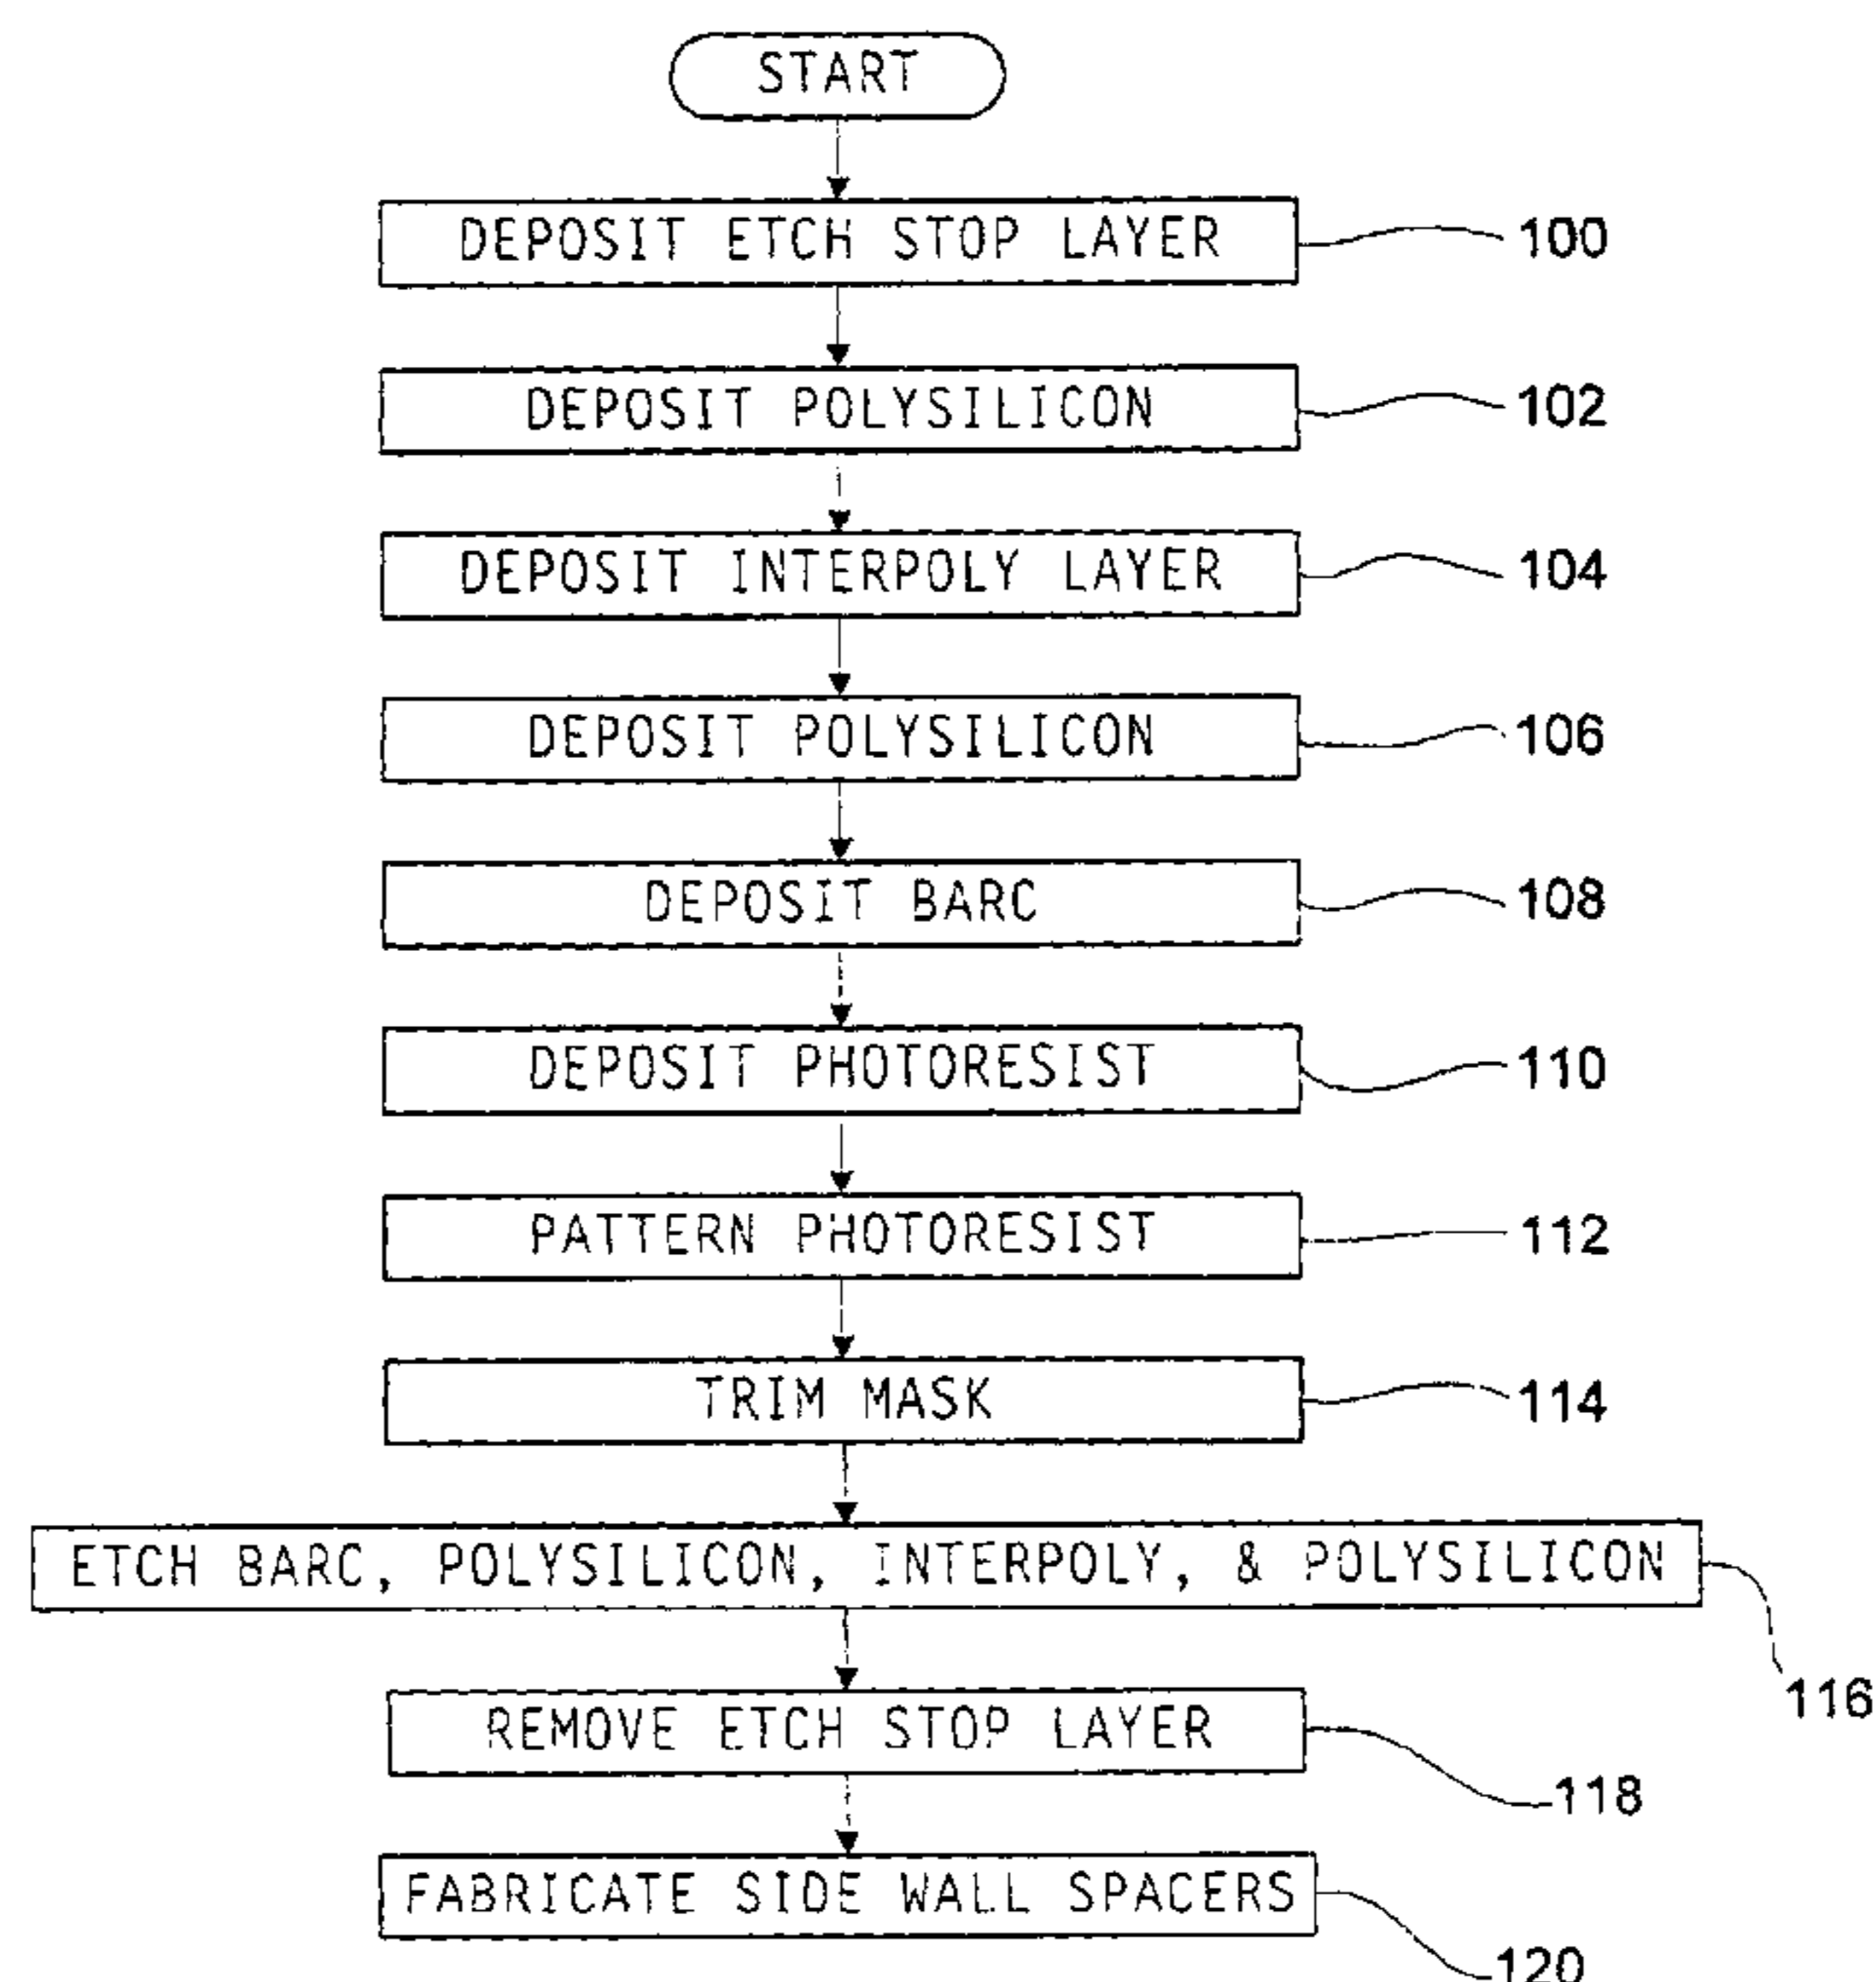 START
DEPOSIT ETCH STOP LAYER
100
DEPOSIT POLYSILICON
102
DEPOSIT INTERPOLY LAYER
104
DEPOSIT POLYSILICON
106
DEPOSIT BARC
108
DEPOSIT PHOTORESIST
110
PATTERN PHOTORESIST
112
TRIM MASK
114
ETCH BARC, POLYSILICON, INTERPOLY, & POLYSILICON
116
REMOVE ETCH STOP LAYER
118
FABRICATE SIDE WALL SPACERS
120